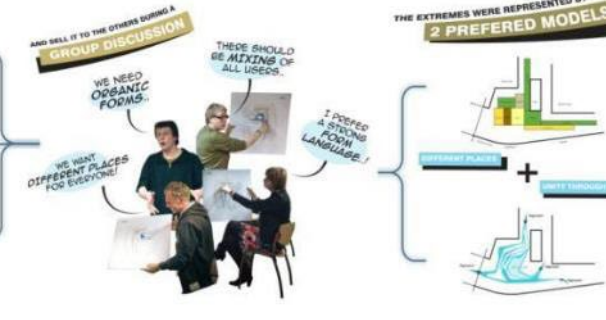 AND SELL IT TO THE OTHERS DURING A
GROUP DISCUSSION
WE NEED
ORGANIC
FORMS..
THERE SHOULD
BE MIXING OF
ALL USERS..
I PREFER
A STRONG
FORM
LANGUAGE..!
WE WANT
DIFFERENT PLACES
FOR EVERYONE!
THE EXTREMES WERE REPRESENTED
2 PREFERED MODELS
DIFFERENT PLACES
+
UNITY THROUGH